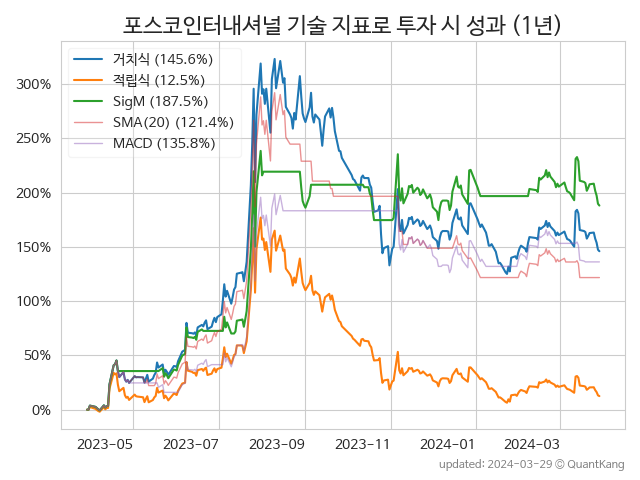 포스코인터내셔널 기술 지표로 투자 시 성과 (1년)
거치식 (145.6%)
적립식 (12.5%)
SigM (187.5%)
SMA(20) (121.4%)
MACD (135.8%)
300%
250%
200%
150%
100%
50%
0%
2023-05 2023-07 2023-09 2023-11 2024-01 2024-03
updated: 2024-03-29 © QuantKang